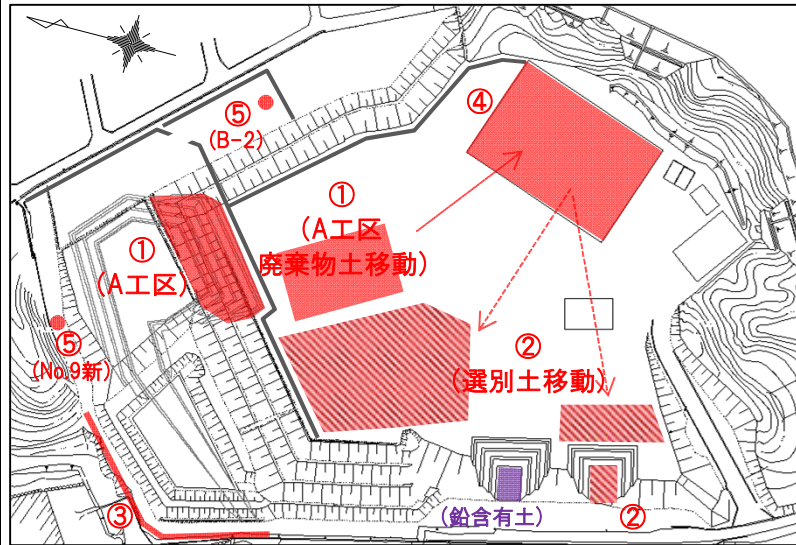 ④
⑤
(B-2)
①
(A工区
廃棄物土移動)
①
(A工区)
⑤
(No.9新)
②
(選別土移動)
③
(鉛含有土)
②